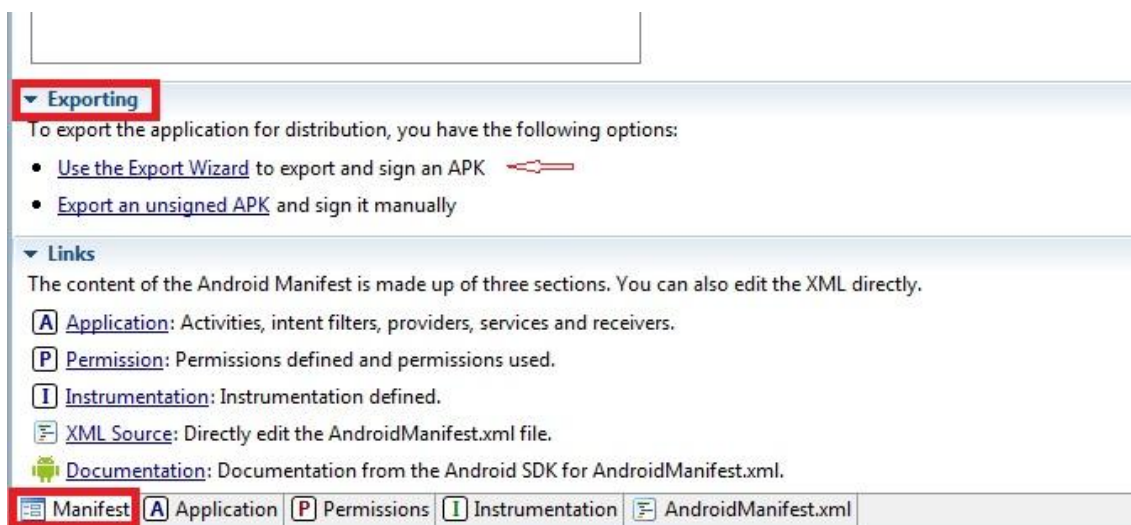 Exporting
To export the application for distribution, you have the following options:
Use the Export Wizard to export and sign an APK
Export an unsigned APK and sign it manually
Links
The content of the Android Manifest is made up of three sections. You can also edit the XML directly.
A Application: Activities, intent filters, providers, services and receivers.
P Permission: Permissions defined and permissions used.
I Instrumentation: Instrumentation defined.
XML Source: Directly edit the AndroidManifest.xml file.
Documentation: Documentation from the Android SDK for AndroidManifest.xml.
Manifest A Application P Permissions I Instrumentation AndroidManifest.xml